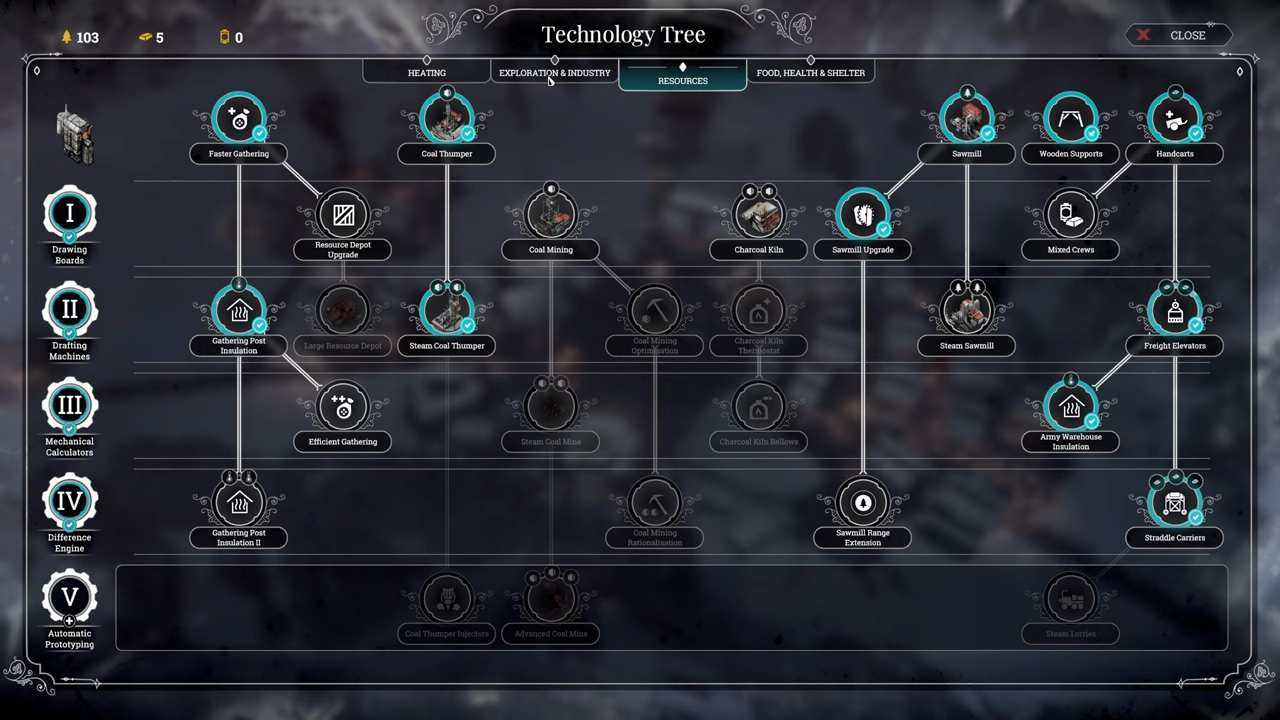 103
5
0
Technology Tree
CLOSE
HEATING
EXPLORATION & INDUSTRY
RESOURCES
FOOD, HEALTH & SHELTER
Faster Gathering
Coal Thumper
Sawmill
Wooden Supports
Handcarts
I
Drawing
Boards
Resource Depot
Upgrade
Coal Mining
Charcoal Kiln
Sawmill Upgrade
Mixed Crews
II
Drafting
Machines
Gathering Post
Insulation
Large Resource Depot
Steam Coal Thumper
Coal Mining
Optimisation
Charcoal Kiln
Thermostat
Steam Sawmill
Freight Elevators
III
Mechanical
Calculators
Efficient Gathering
Steam Coal Mine
Charcoal Kiln Bellows
Army Warehouse
Insulation
IV
Difference
Engine
Gathering Post
Insulation II
Coal Mining
Rationalisation
Sawmill Range
Extension
Straddle Carriers
V
Automatic
Prototyping
Coal Thumper Injectors
Advanced Coal Mine
Steam Lorries